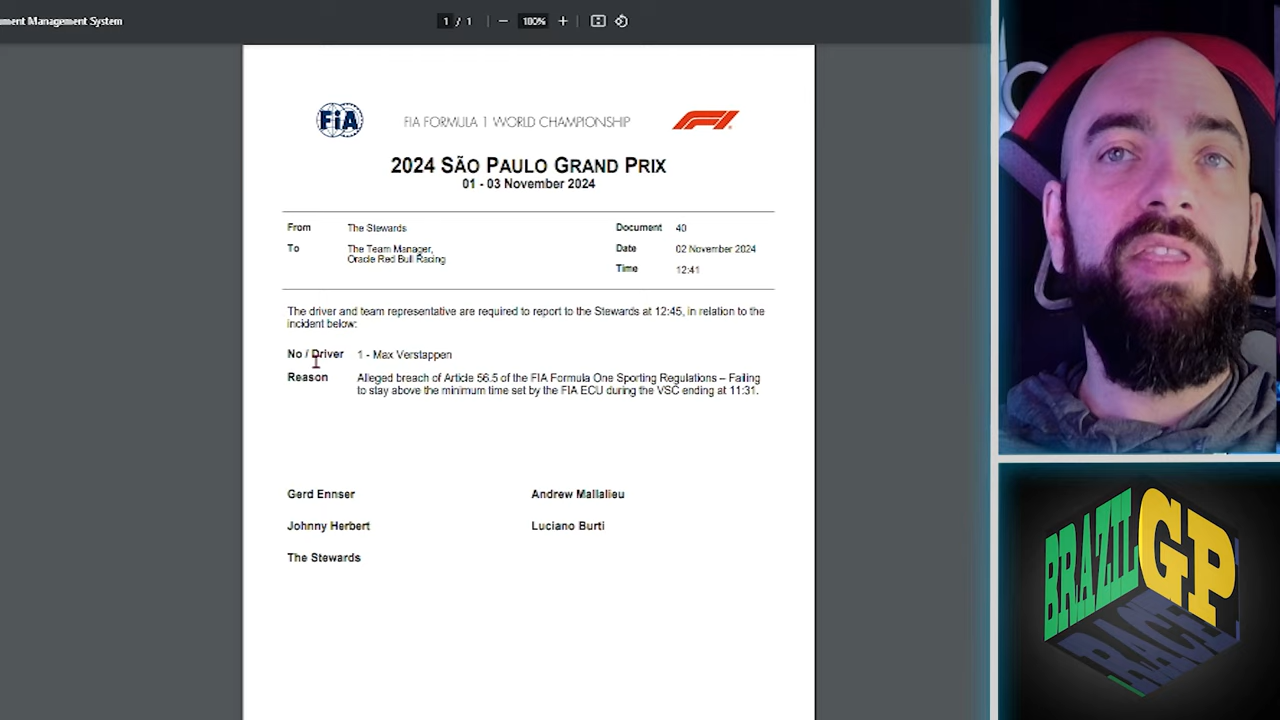 ument Management System
1 / 1
100%
FiA
FIA FORMULA 1 WORLD CHAMPIONSHIP
2024 SÃO PAULO GRAND PRIX
01 - 03 November 2024
From The Stewards Document 40
To The Team Manager, Date 02 November 2024
Oracle Red Bull Racing
Time 12:41
The driver and team representative are required to report to the Stewards at 12:45, in relation to the
incident below:
No / Driver 1 - Max Verstappen
Reason Alleged breach of Article 56.5 of the FIA Formula One Sporting Regulations – Failing
to stay above the minimum time set by the FIA ECU during the VSC ending at 11:31.
Gerd Ennser Andrew Mallalieu
Johnny Herbert Luciano Burti
The Stewards
BRAZIL GP
RACE